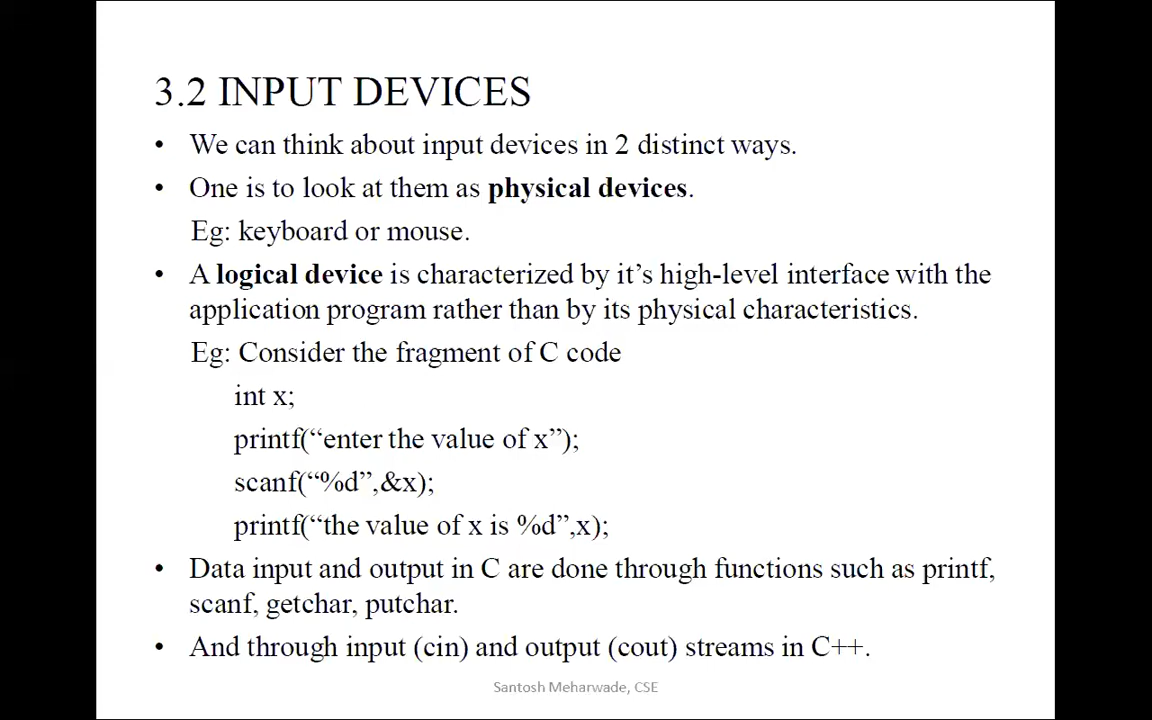 3.2 INPUT DEVICES
• We can think about input devices in 2 distinct ways.
• One is to look at them as physical devices.
Eg: keyboard or mouse.
• A logical device is characterized by it’s high-level interface with the
application program rather than by its physical characteristics.
Eg: Consider the fragment of C code
int x;
printf(“enter the value of x”);
scanf(“%d”,&x);
printf(“the value of x is %d”,x);
• Data input and output in C are done through functions such as printf,
scanf, getchar, putchar.
• And through input (cin) and output (cout) streams in C++.
Santosh Meharwade, CSE